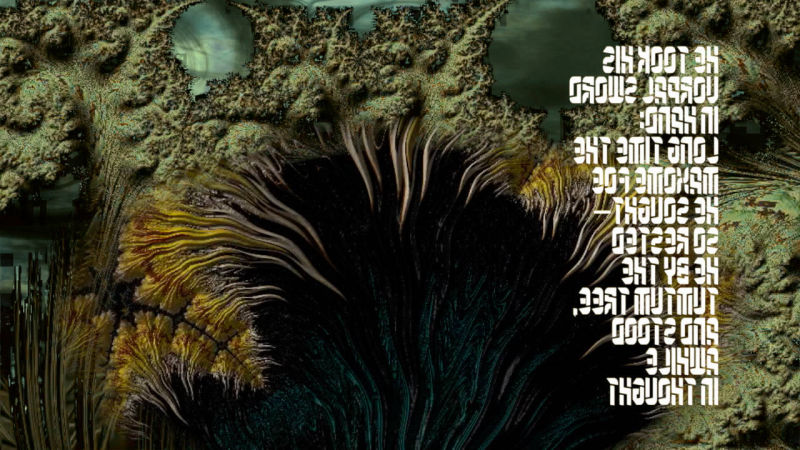 HE TOOK HIS
VORPAL SWORD
IN HAND:
LONG TIME THE
MANXOME FOE
HE SOUGHT—
SO RESTED
HE BY THE
TUMTUM TREE,
AND STOOD
AWHILE
IN THOUGHT